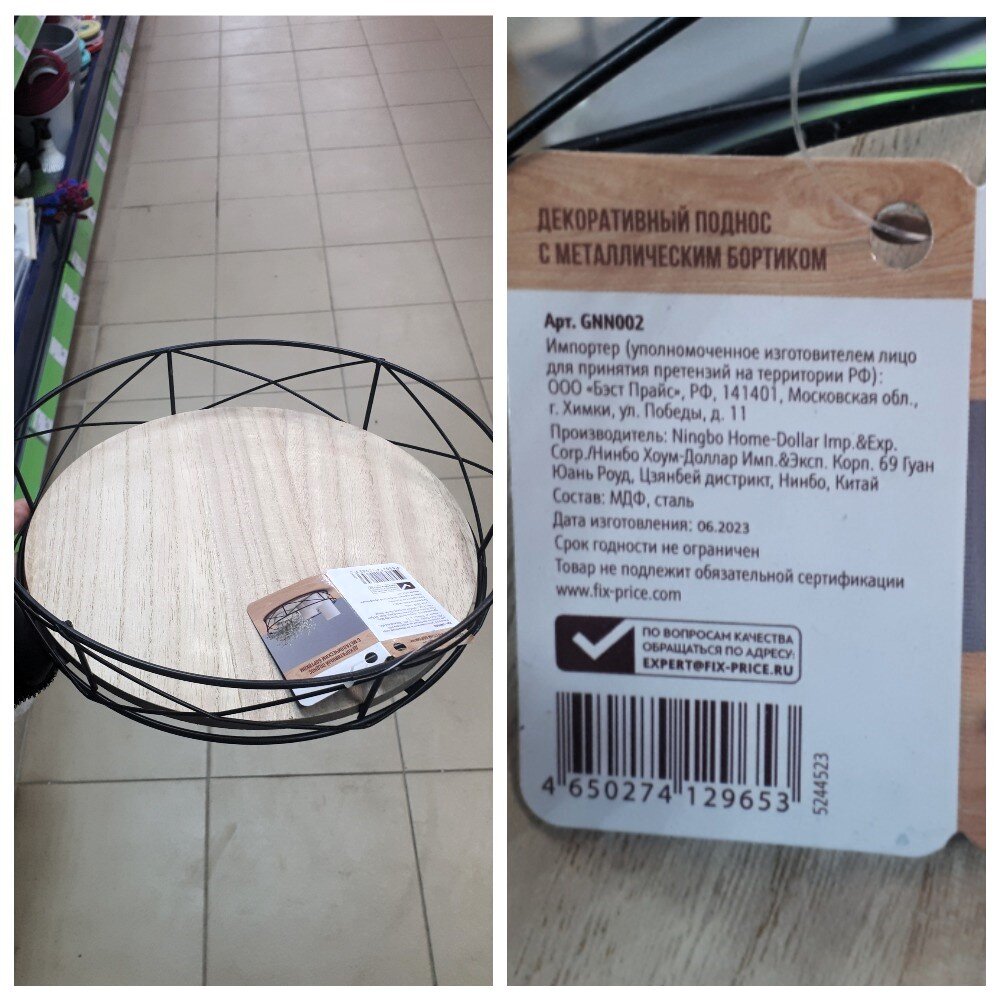 ДЕКОРАТИВНЫЙ ПОДНОС
С МЕТАЛЛИЧЕСКИМ БОРТИКОМ
Арт. GNN002
Импортер (уполномоченное изготовителем лицо
для принятия претензий на территории РФ):
ООО «Бэст Прайс», РФ, 141401, Московская обл.,
г. Химки, ул. Победы, д. 11
Производитель: Ningbo Home-Dollar Imp.&Exp.
Corp./Нинбо Хоум-Доллар Имп.&Эксп. Корп. 69 Гуан
Юань Роуд, Цзянбей дистрикт, Нинбо, Китай
Состав: МДФ, сталь
Дата изготовления: 06.2023
Срок годности не ограничен
Товар не подлежит обязательной сертификации
www.fix-price.com
ПО ВОПРОСАМ КАЧЕСТВА
ОБРАЩАТЬСЯ ПО АДРЕСУ:
EXPERT@FIX-PRICE.RU
4 650274 129653
5244523
ДЕКОРАТИВНЫЙ ПОДНОС
С МЕТАЛЛИЧЕСКИМ БОРТИКОМ